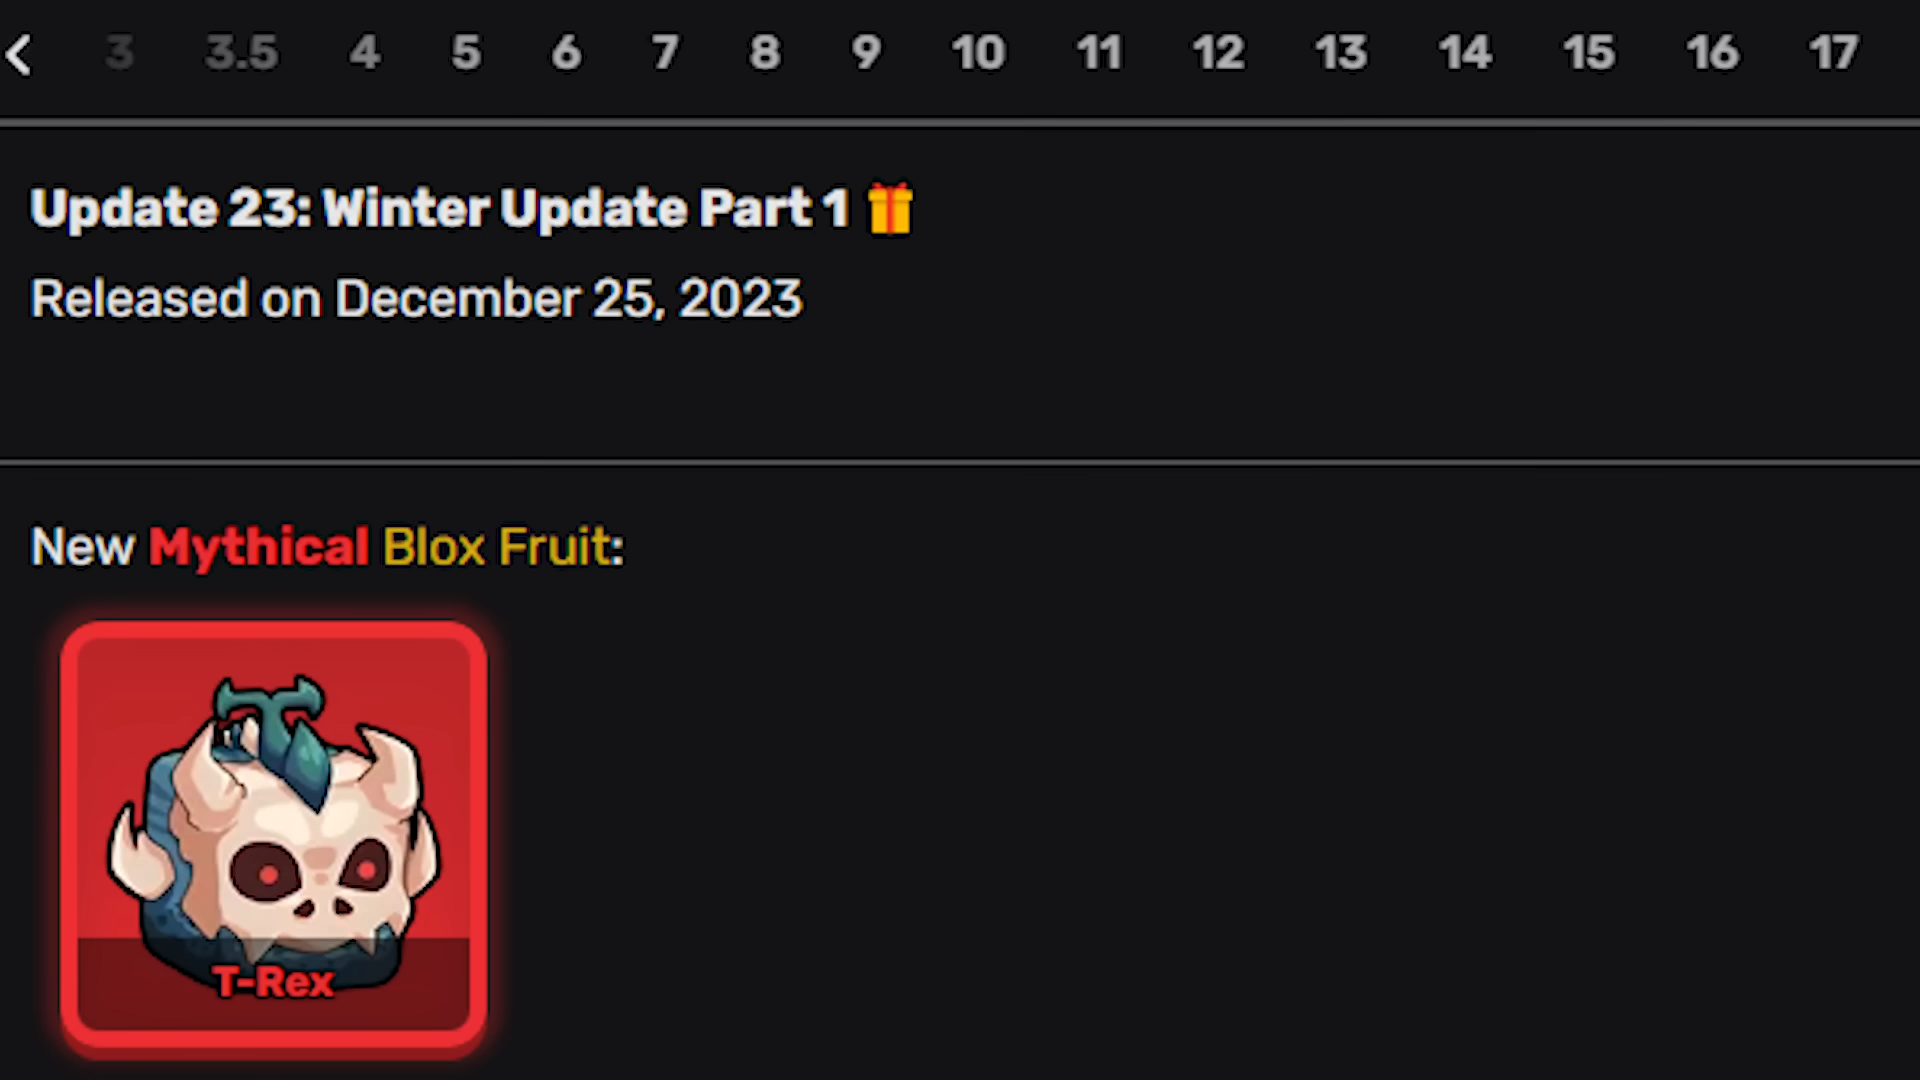 3 3.5 4 5 6 7 8 9 10 11 12 13 14 15 16 17
Update 23: Winter Update Part 1 🎁
Released on December 25, 2023
New Mythical Blox Fruit:
T-Rex